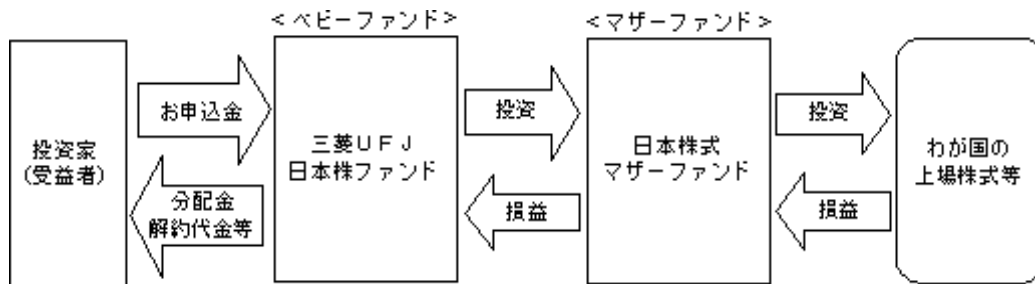 <ベビーファンド>
<マザーファンド>
投資家
(受益者)
お申込金
分配金
解約代金等
三菱UFJ
日本株ファンド
投資
損益
日本株式
マザーファンド
投資
損益
わが国の
上場株式等